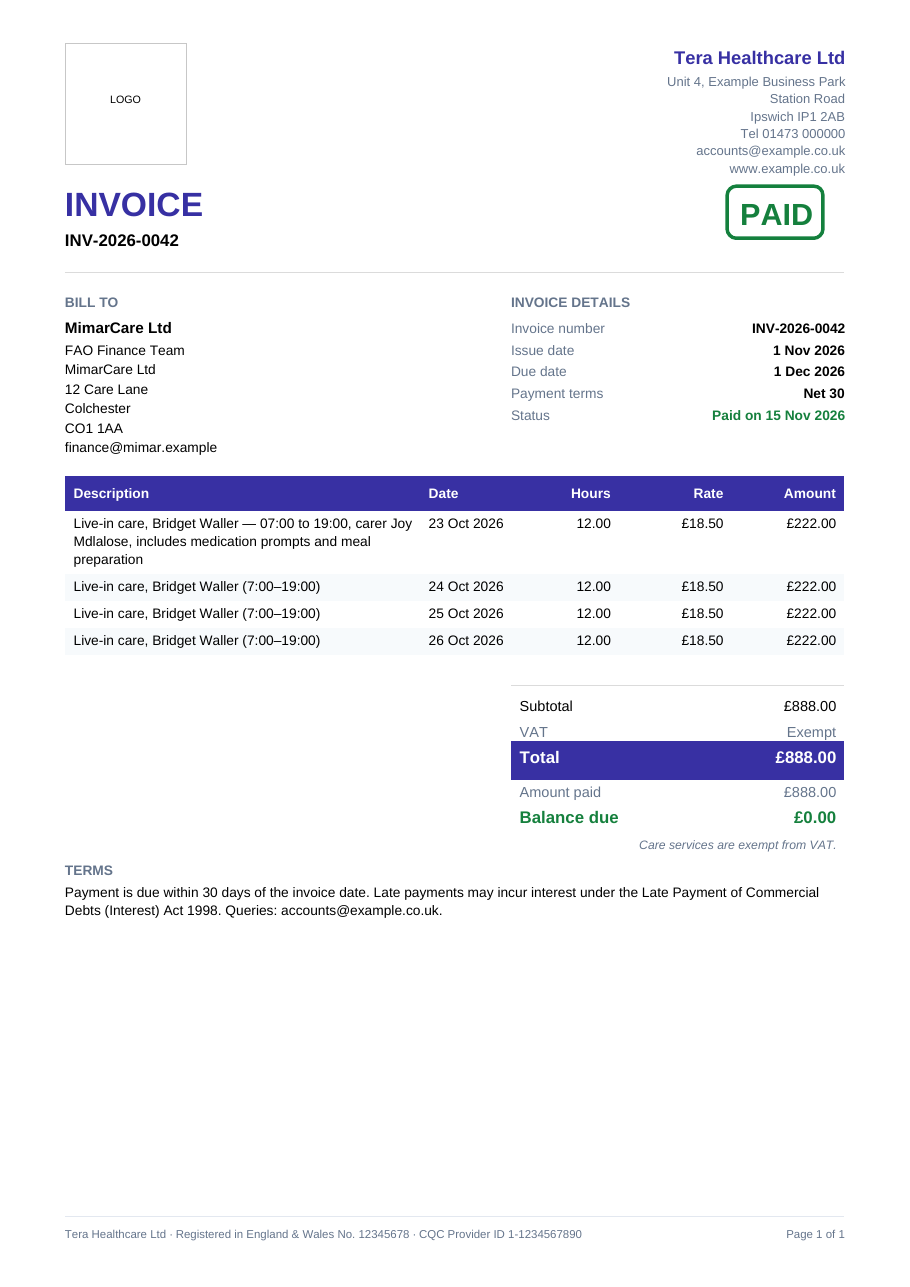 LOGO
Tera Healthcare Ltd
Unit 4, Example Business Park
Station Road
Ipswich IP1 2AB
Tel 01473 000000
accounts@example.co.uk
www.example.co.uk
INVOICE
PAID
INV-2026-0042
BILL TO
MimarCare Ltd
FAO Finance Team
MimarCare Ltd
12 Care Lane
Colchester
CO1 1AA
finance@mimar.example
INVOICE DETAILS
Invoice number INV-2026-0042
Issue date 1 Nov 2026
Due date 1 Dec 2026
Payment terms Net 30
Status Paid on 15 Nov 2026
Description Date Hours Rate Amount
Live-in care, Bridget Waller — 07:00 to 19:00, carer Joy 23 Oct 2026 12.00 £18.50 £222.00
Mdlalose, includes medication prompts and meal
preparation
Live-in care, Bridget Waller (7:00–19:00) 24 Oct 2026 12.00 £18.50 £222.00
Live-in care, Bridget Waller (7:00–19:00) 25 Oct 2026 12.00 £18.50 £222.00
Live-in care, Bridget Waller (7:00–19:00) 26 Oct 2026 12.00 £18.50 £222.00
Subtotal £888.00
VAT Exempt
Total £888.00
Amount paid £888.00
Balance due £0.00
Care services are exempt from VAT.
TERMS
Payment is due within 30 days of the invoice date. Late payments may incur interest under the Late Payment of Commercial
Debts (Interest) Act 1998. Queries: accounts@example.co.uk.
Tera Healthcare Ltd · Registered in England & Wales No. 12345678 · CQC Provider ID 1-1234567890 Page 1 of 1